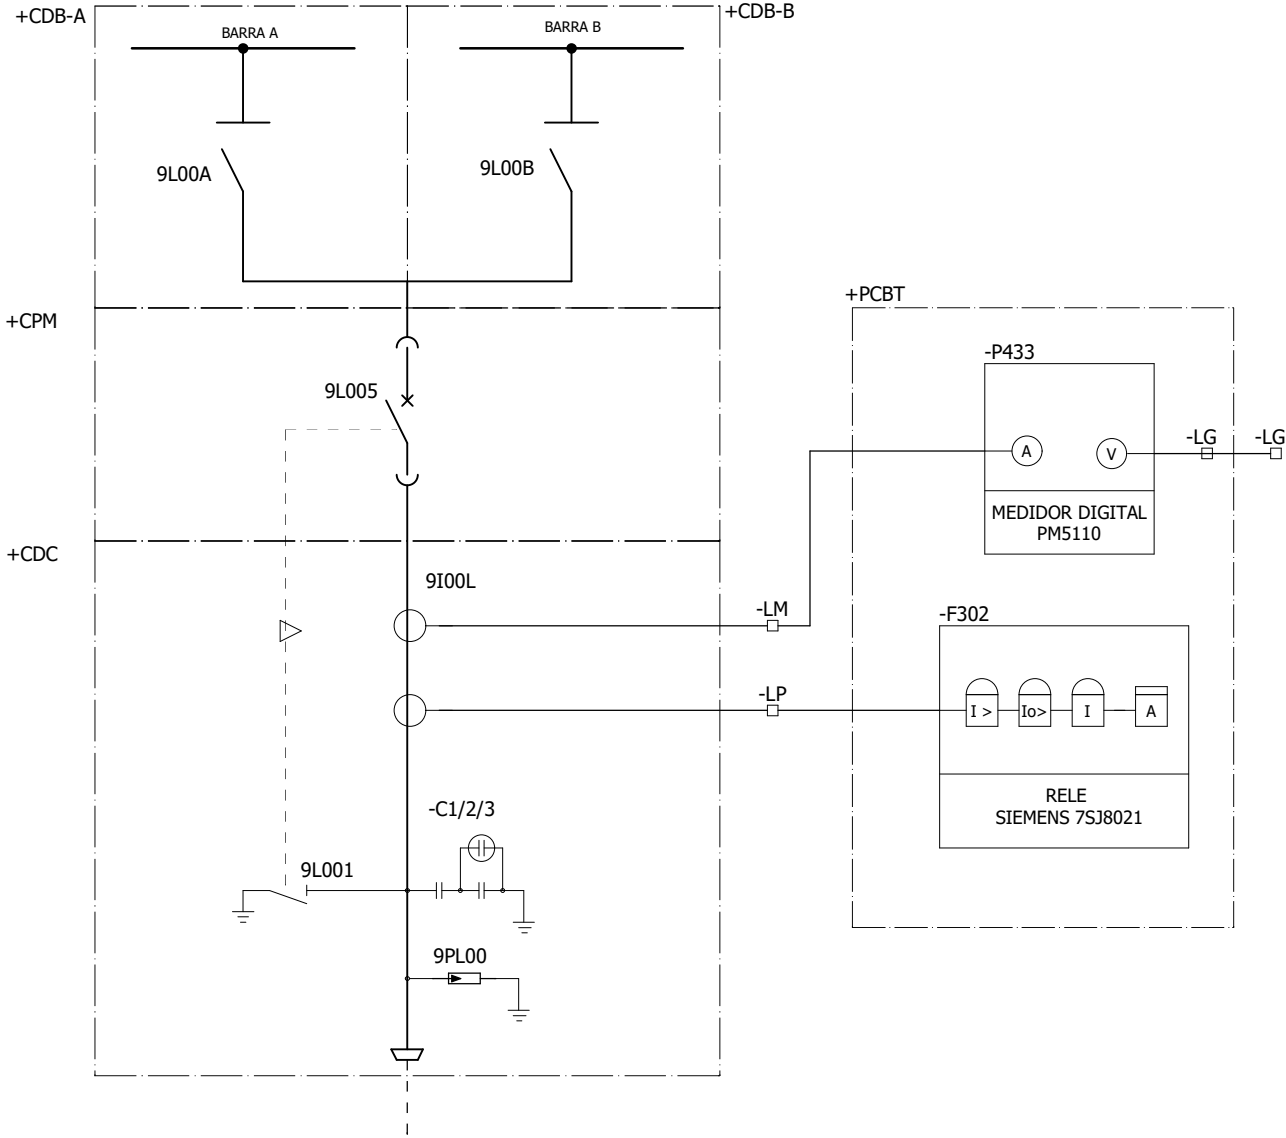 +CDB-A
+CDB-B
BARRA A
BARRA B
9L00A
9L00B
+CPM
+PCBT
9L005
-P433
A
V
-LG
-LG
MEDIDOR DIGITAL
PM5110
+CDC
9I00L
-LM
-F302
-LP
I >
Io>
I
A
RELE
SIEMENS 7SJ8021
-C1/2/3
9L001
9PL00